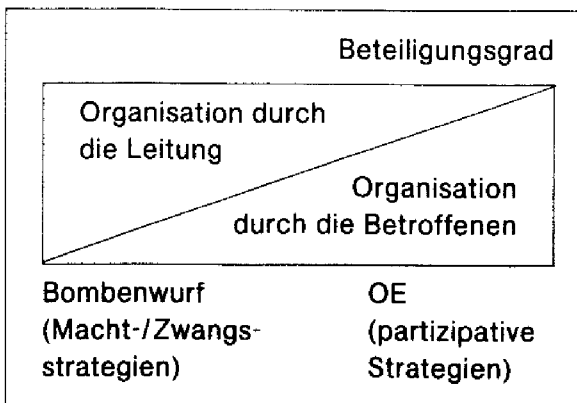 Beteiligungsgrad
Organisation durch
die Leitung
Organisation
durch die Betroffenen
Bombenwurf
(Macht-/Zwangs-
strategien)
OE
(partizipative
Strategien)